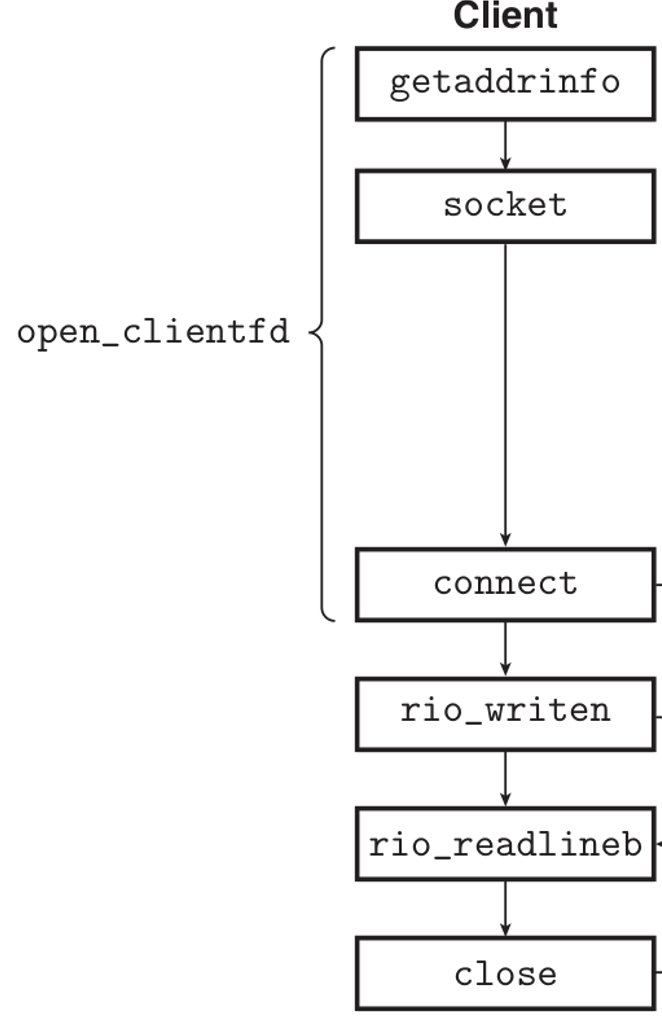 Client
getaddrinfo
socket
open_clientfd
connect
rio_writen
rio_readlineb
close